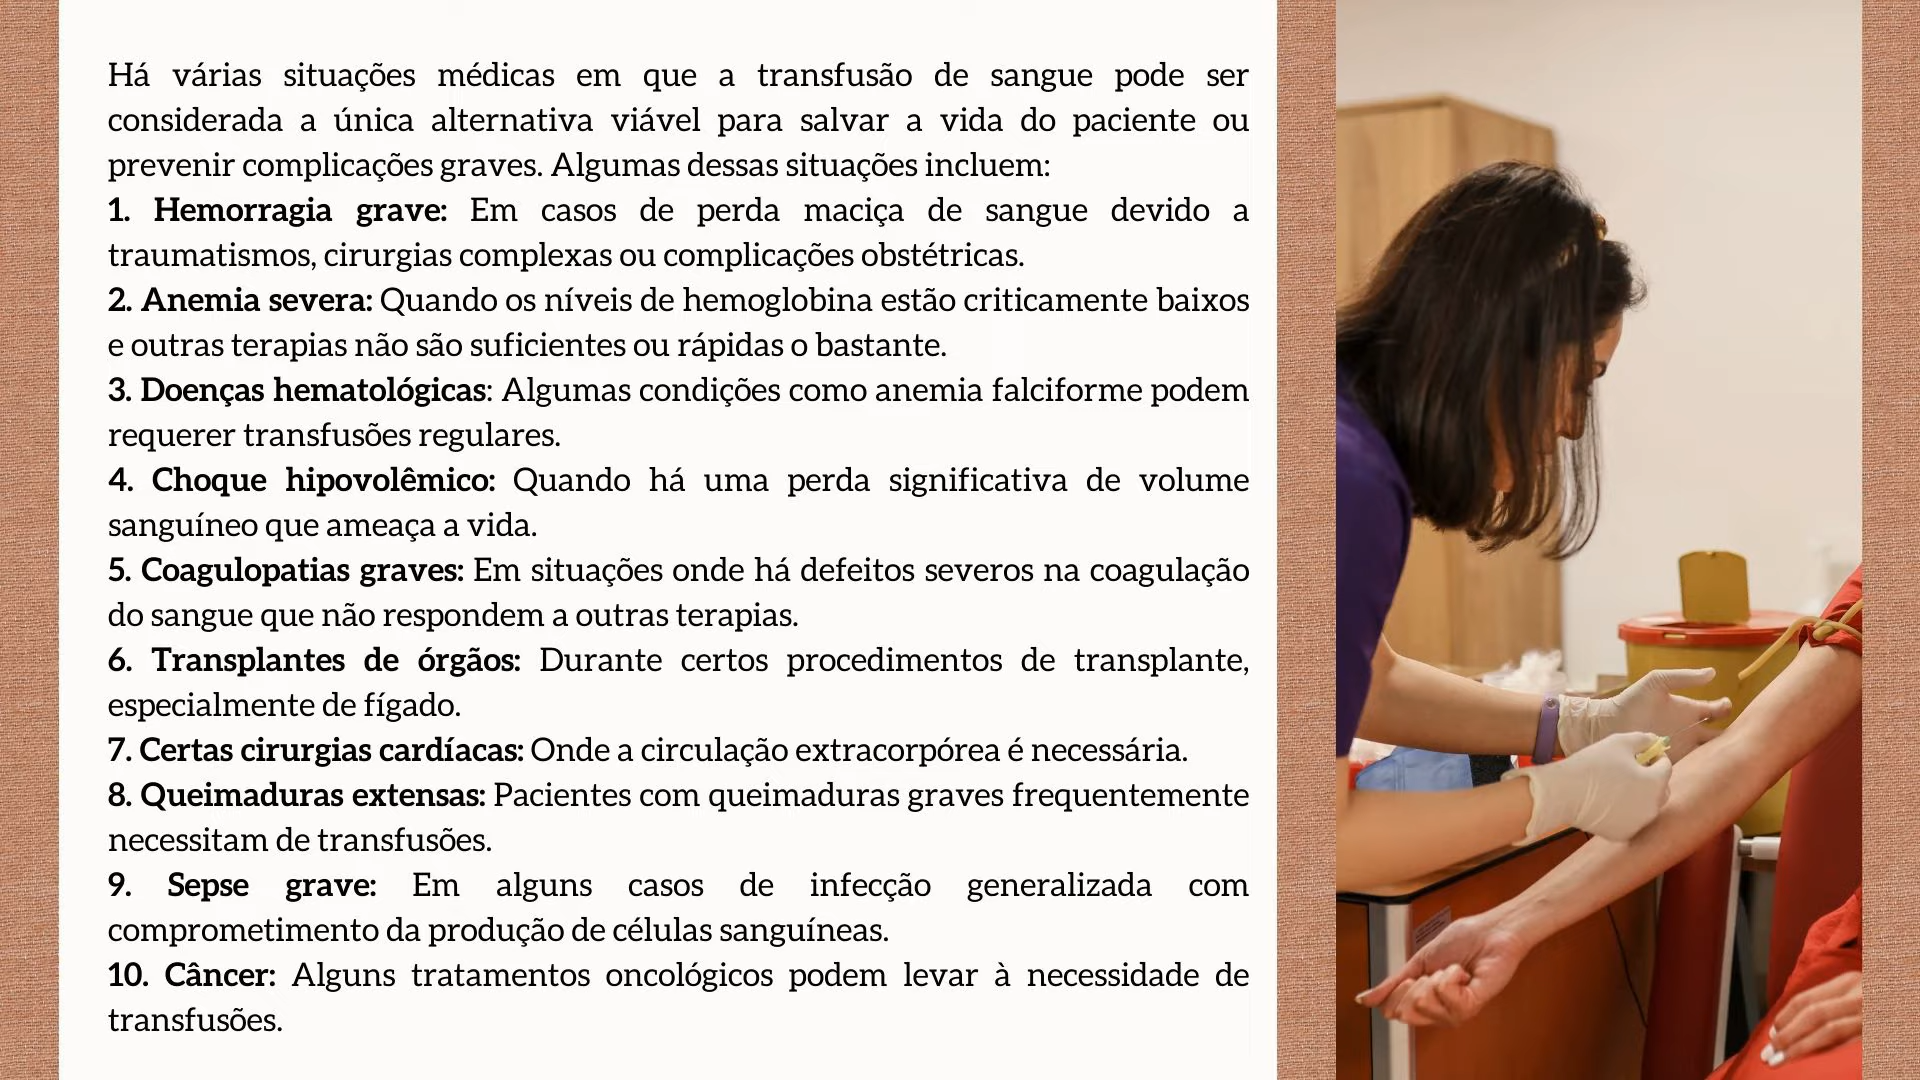 Há várias situações médicas em que a transfusão de sangue pode ser
considerada a única alternativa viável para salvar a vida do paciente ou
prevenir complicações graves. Algumas dessas situações incluem:
1. Hemorragia grave: Em casos de perda maciça de sangue devido a
traumatismos, cirurgias complexas ou complicações obstétricas.
2. Anemia severa: Quando os níveis de hemoglobina estão criticamente baixos
e outras terapias não são suficientes ou rápidas o bastante.
3. Doenças hematológicas: Algumas condições como anemia falciforme podem
requerer transfusões regulares.
4. Choque hipovolêmico: Quando há uma perda significativa de volume
sanguíneo que ameaça a vida.
5. Coagulopatias graves: Em situações onde há defeitos severos na coagulação
do sangue que não respondem a outras terapias.
6. Transplantes de órgãos: Durante certos procedimentos de transplante,
especialmente de fígado.
7. Certas cirurgias cardíacas: Onde a circulação extracorpórea é necessária.
8. Queimaduras extensas: Pacientes com queimaduras graves frequentemente
necessitam de transfusões.
9. Sepse grave: Em alguns casos de infecção generalizada com
comprometimento da produção de células sanguíneas.
10. Câncer: Alguns tratamentos oncológicos podem levar à necessidade de
transfusões.